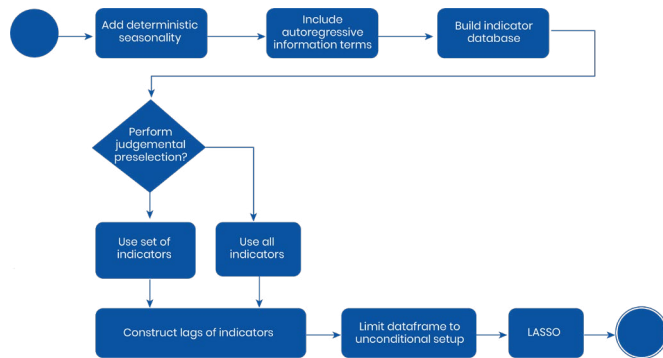 Add deterministic
seasonality
Include
autoregressive
information terms
Build indicator
database
Perform
judgemental
preselection?
Use set of
indicators
Use all
indicators
Construct lags of indicators
Limit dataframe to
unconditional setup
LASSO